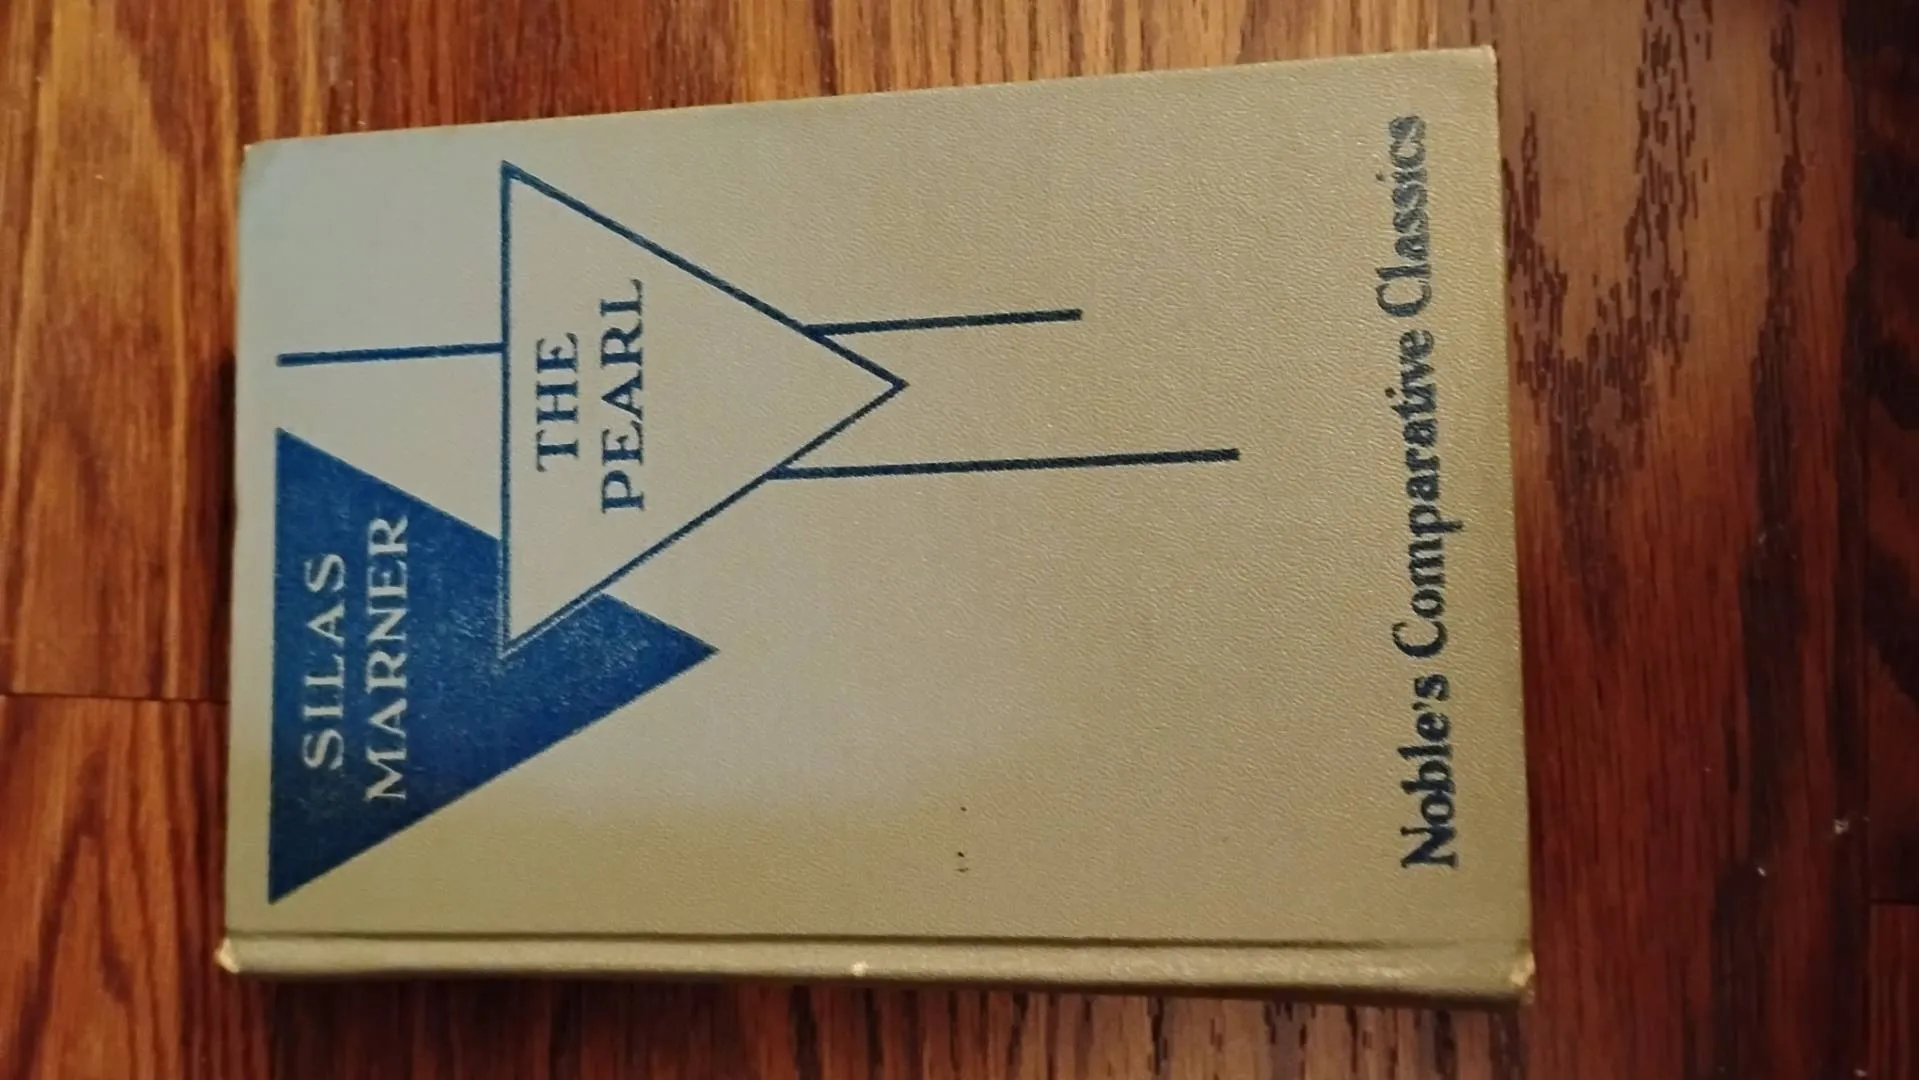 SILAS
MARNER
THE
PEARL
Noble's Comparative Classics